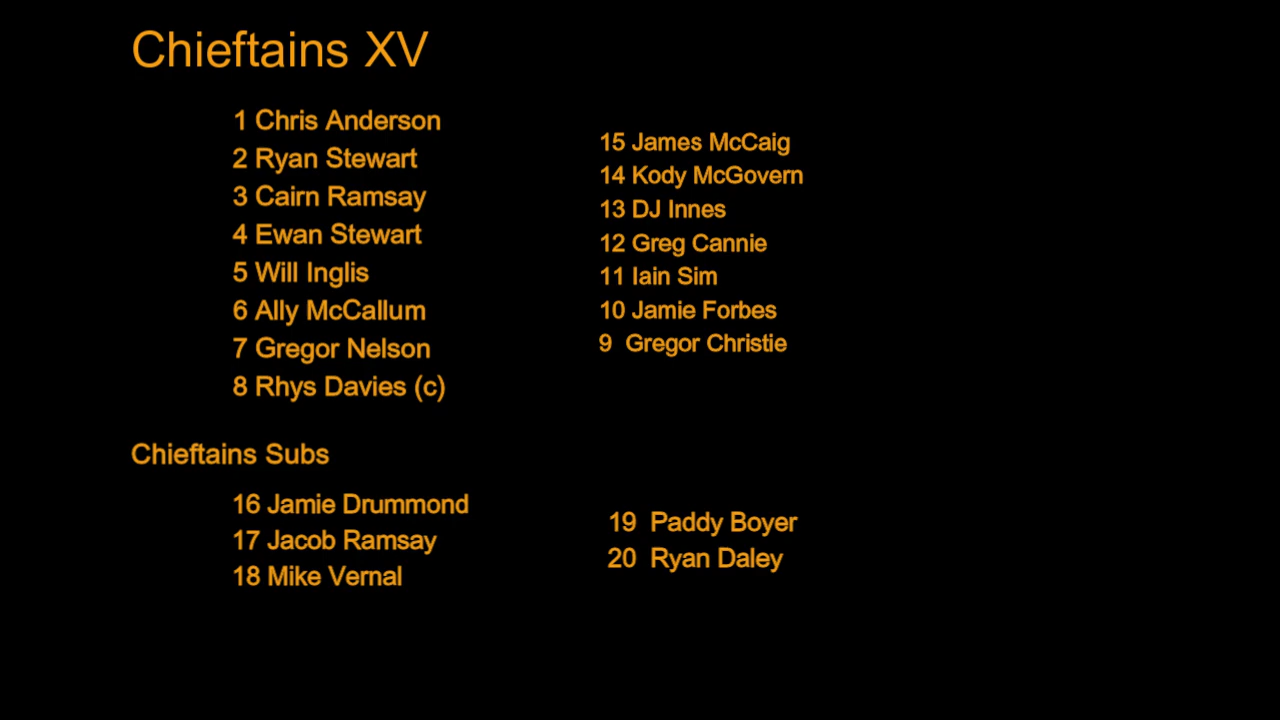 Chieftains XV
1 Chris Anderson
2 Ryan Stewart
3 Cairn Ramsay
4 Ewan Stewart
5 Will Inglis
6 Ally McCallum
7 Gregor Nelson
8 Rhys Davies (c)
15 James McCaig
14 Kody McGovern
13 DJ Innes
12 Greg Cannie
11 Iain Sim
10 Jamie Forbes
9 Gregor Christie
Chieftains Subs
16 Jamie Drummond
17 Jacob Ramsay
18 Mike Vernal
19 Paddy Boyer
20 Ryan Daley